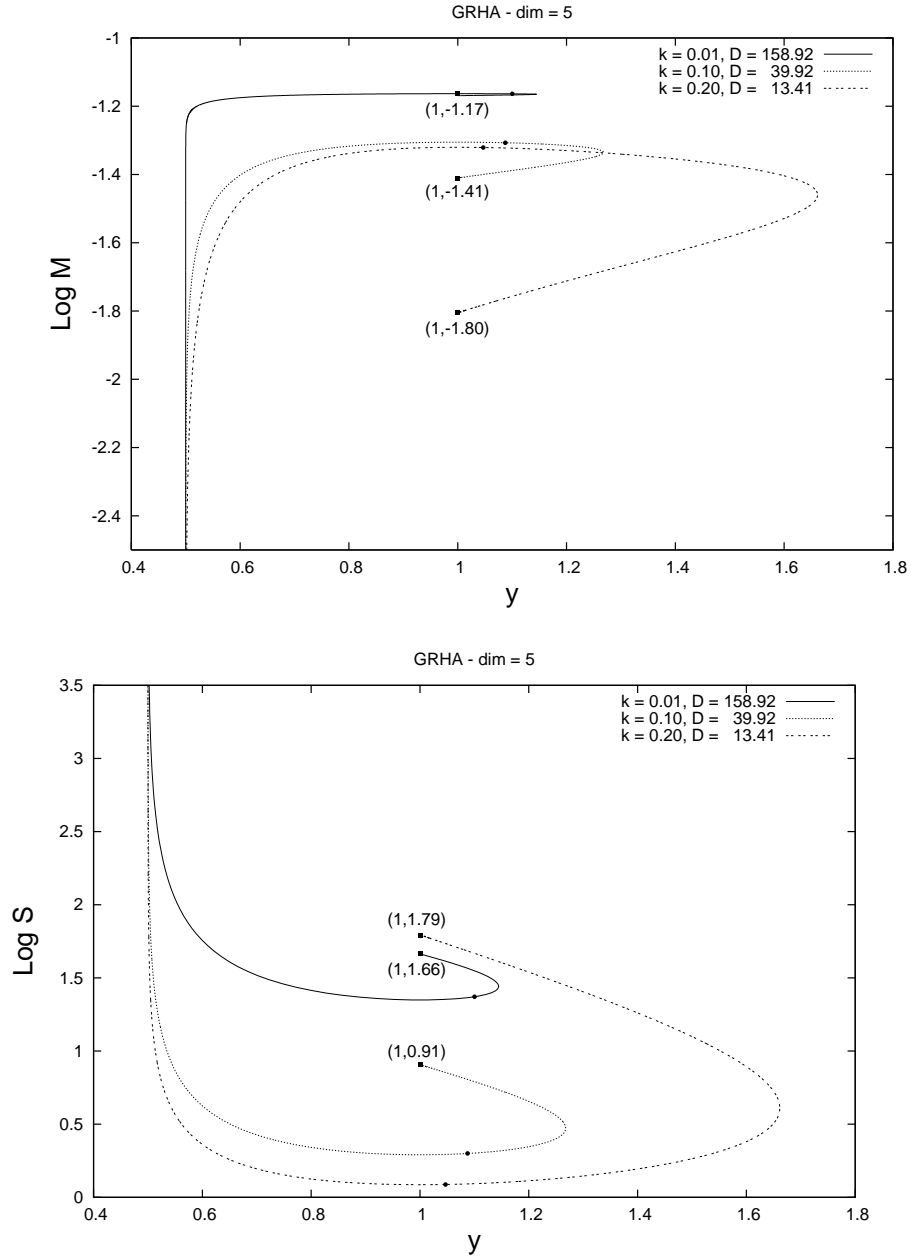 GRHA - dim = 5
k = 0.01, D = 158.92
k = 0.10, D = 39.92
k = 0.20, D = 13.41
-1
-1.2
-1.4
-1.6
-1.8
-2
-2.2
-2.4
(1,-1.17)
(1,-1.41)
(1,-1.80)
Log M
0.4 0.6 0.8 1 1.2 1.4 1.6 1.8
y
GRHA - dim = 5
k = 0.01, D = 158.92
k = 0.10, D = 39.92
k = 0.20, D = 13.41
3.5
3
2.5
2
1.5
1
0.5
0
(1,1.79)
(1,1.66)
(1,0.91)
Log S
0.4 0.6 0.8 1 1.2 1.4 1.6 1.8
y